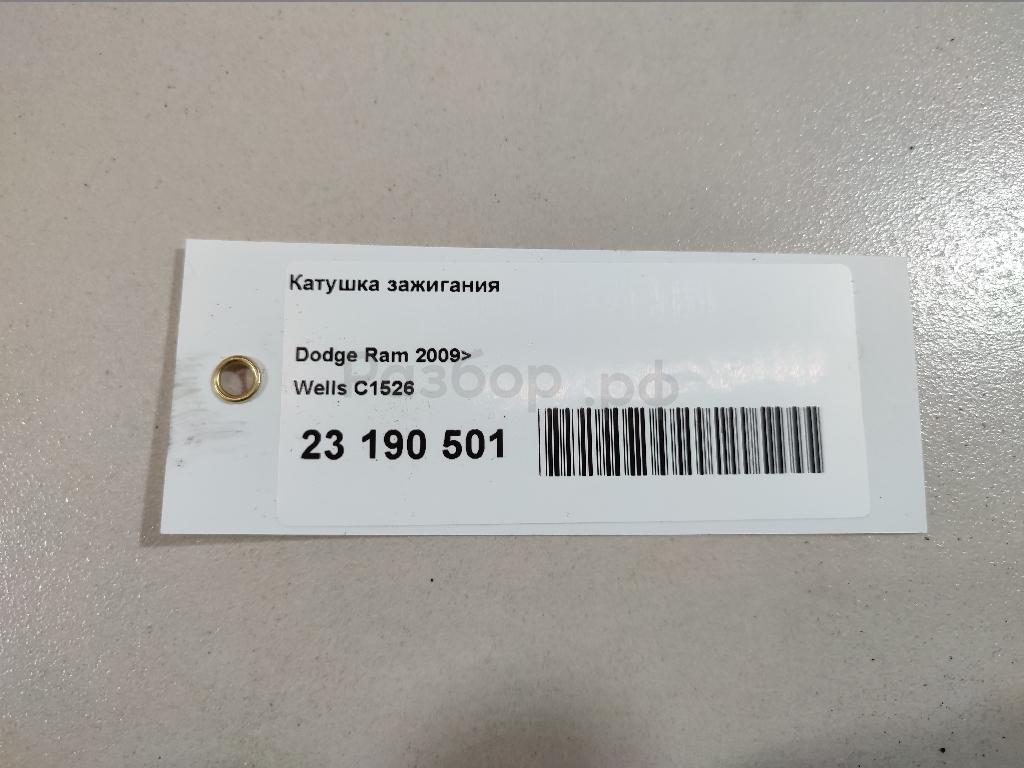 Катушка зажигания
Dodge Ram 2009>
Разбор.рф
Wells C1526
23 190 501